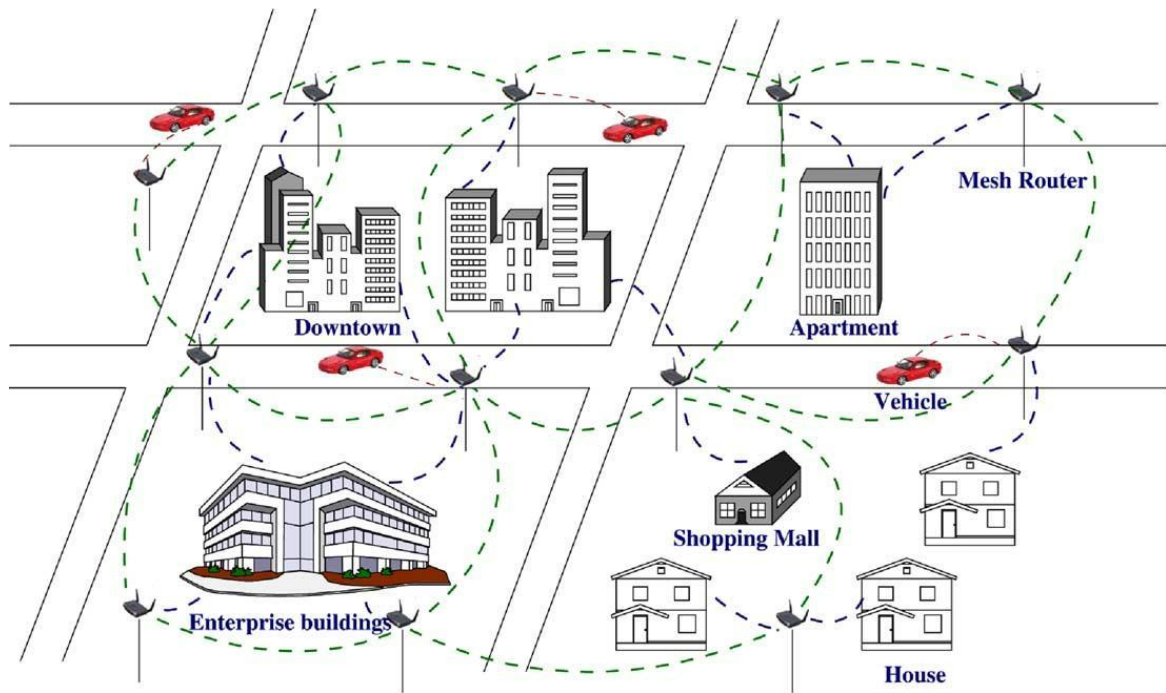 Mesh Router
Downtown
Apartment
Vehicle
Shopping Mall
Enterprise buildings
House